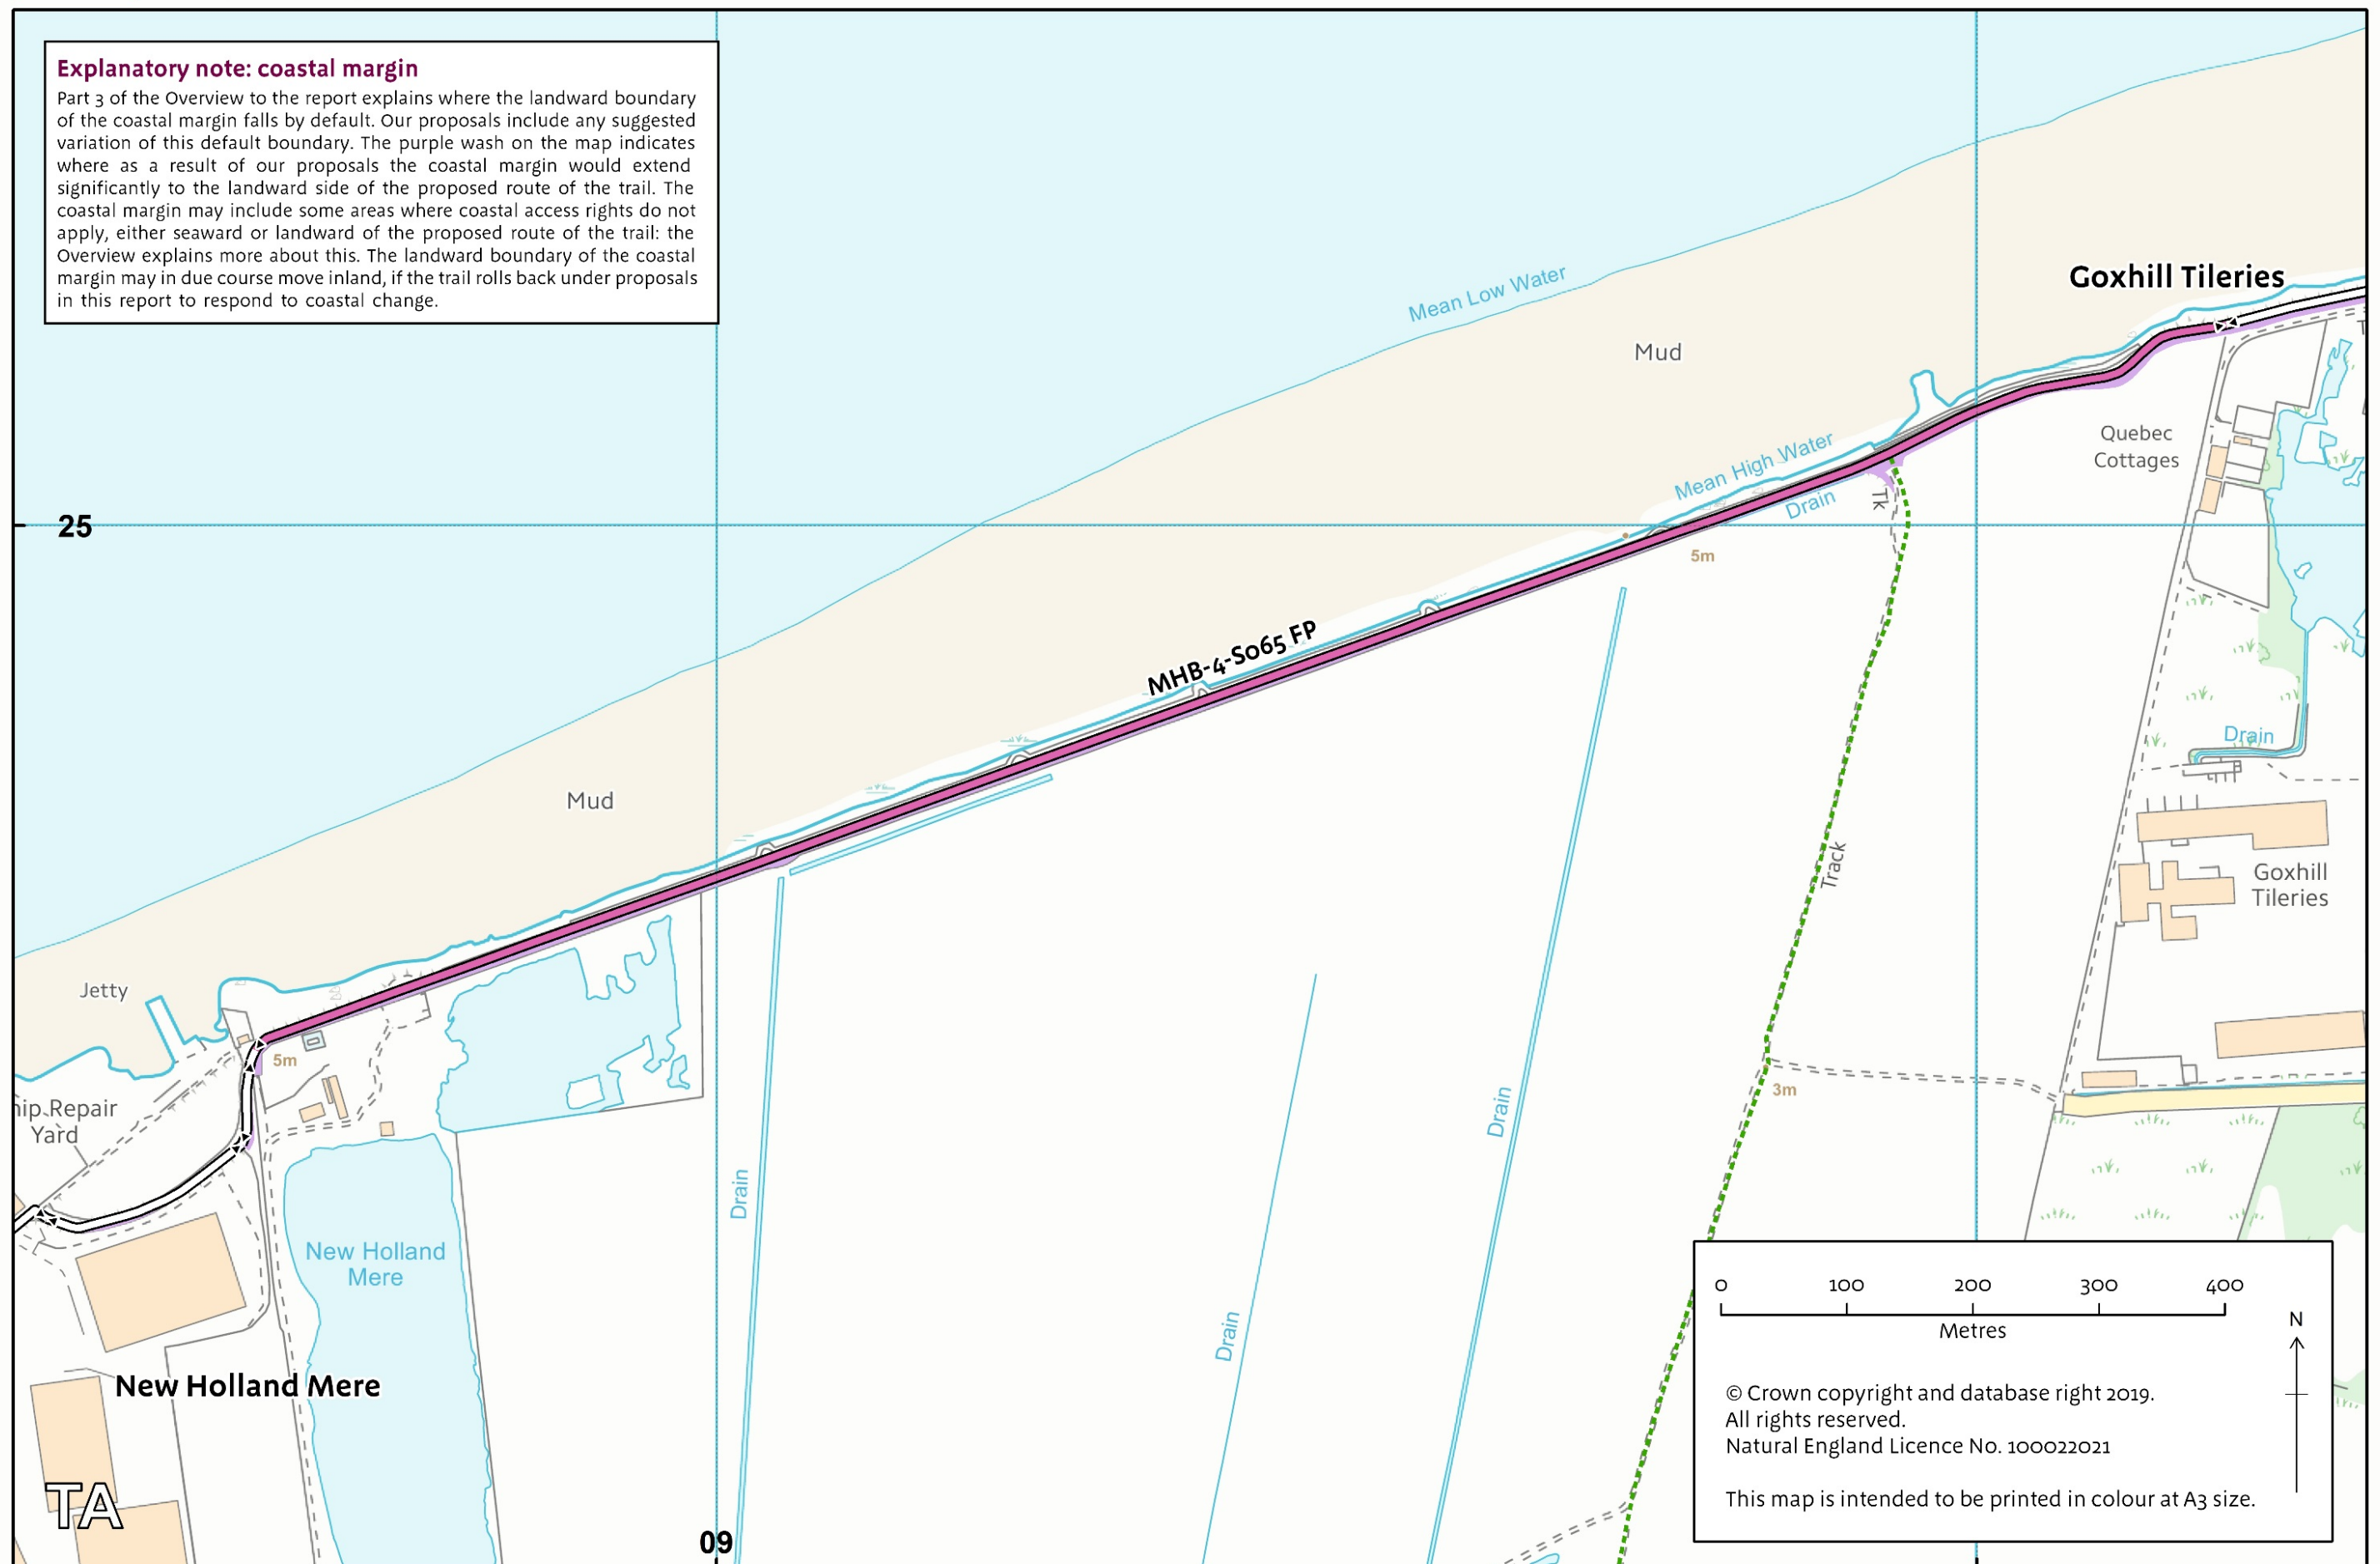 Explanatory note: coastal margin
Part 3 of the Overview to the report explains where the landward boundary
of the coastal margin falls by default. Our proposals include any suggested
variation of this default boundary. The purple wash on the map indicates
where as a result of our proposals the coastal margin would extend
significantly to the landward side of the proposed route of the trail. The
coastal margin may include some areas where coastal access rights do not
apply, either seaward or landward of the proposed route of the trail: the
Overview explains more about this. The landward boundary of the coastal
margin may in due course move inland, if the trail rolls back under proposals
in this report to respond to coastal change.
Goxhill Tileries
Mean Low Water
Mud
Quebec
Cottages
Mean High Water
Drain
Tk
25
5m
MHB-4-S065 FP
Drain
Mud
Track
Goxhill
Tileries
Jetty
5m
3m
Drain
hip Repair
Yard
Drain
New Holland
Mere
Drain
New Holland Mere
TA
09
0 100 200 300 400
Metres
N
© Crown copyright and database right 2019.
All rights reserved.
Natural England Licence No. 100022021
This map is intended to be printed in colour at A3 size.